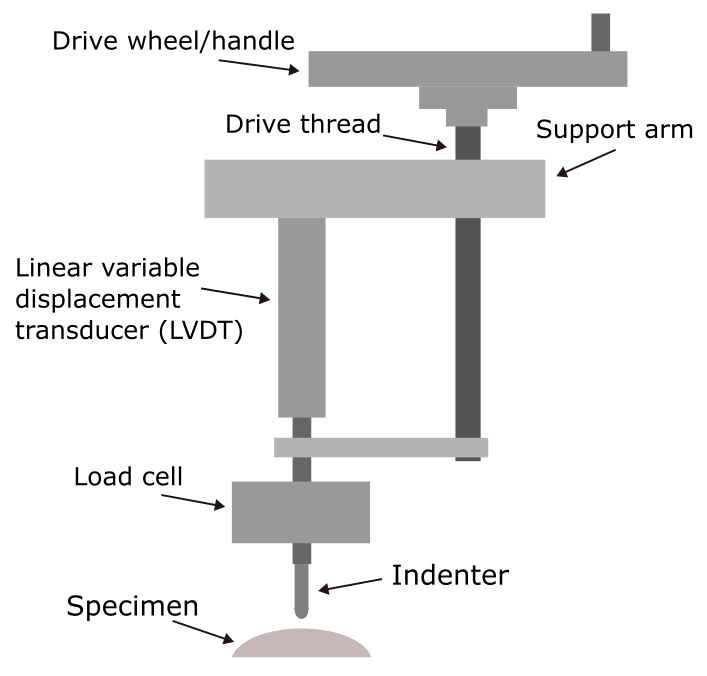 Drive wheel/handle
Drive thread
Support arm
Linear variable
displacement
transducer (LVDT)
Load cell
Indenter
Specimen